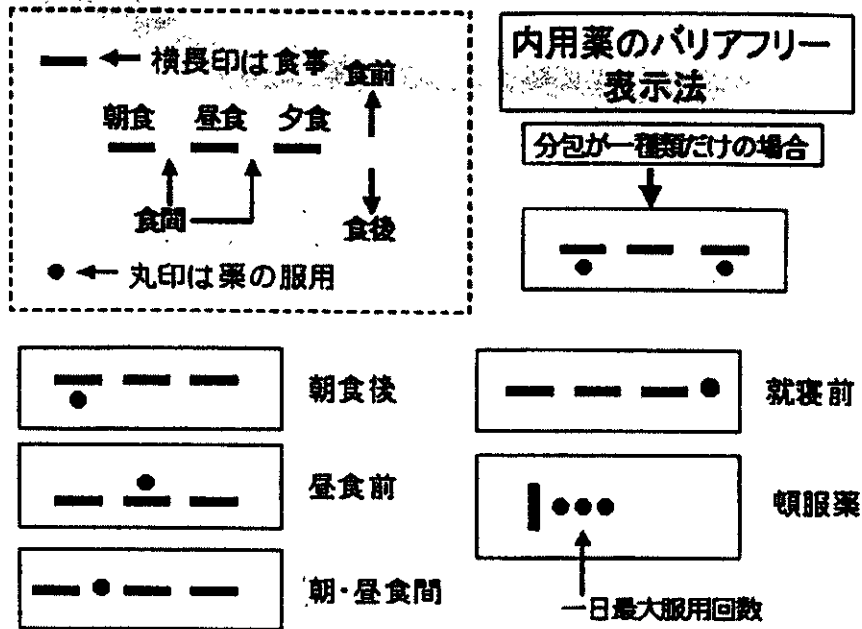 横長印は食事
食前
朝食 昼食 夕食
食間
食後
丸印は薬の服用
内用薬のバリアフリー
表示法
分包が一種類だけの場合
朝食後
昼食前
朝・昼食間
就寝前
頓服薬
一日最大服用回数